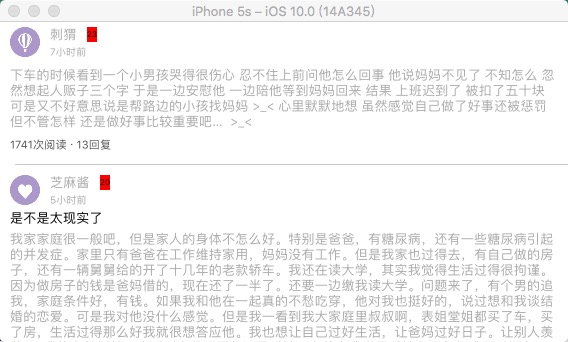 iPhone 5s – iOS 10.0 (14A345)
刺猬 23
7小时前
下车的时候看到一个小男孩哭得很伤心 忍不住上前问他怎么回事 他说妈妈不见了 不知怎么 忽
然想起人贩子三个字 于是一边安慰他 一边陪他等到妈妈回来 结果 上班迟到了 被扣了五十块
可是又不好意思说是帮路边的小孩找妈妈 >_< 心里默默地想 虽然感觉自己做了好事还被惩罚
但不管怎样 还是做好事比较重要吧... >_<
1741次阅读 · 13回复
芝麻酱 20
5小时前
是不是太现实了
我家家庭很一般吧，但是家人的身体不怎么好。特别是爸爸，有糖尿病，还有一些糖尿病引起
的并发症。家里只有爸爸在工作维持家用，妈妈没有工作。但是我家也过得去，有自己做的房
子，还有一辆舅舅给的开了十几年的老款轿车。我还在读大学，其实我觉得生活过得很拘谨。
因为做房子的钱是爸妈借的，现在还了一半了。还要一边缴我读大学。问题来了，有个男的追
我，家庭条件好，有钱。如果我和他在一起真的不愁吃穿，他对我也挺好的，说过想和我谈结
婚的恋爱。可是我对他没什么感觉。但是我一看到我大家庭里叔叔啊，表姐堂姐都买了车，买
了房，生活过得那么好我就很想答应他。我也想让自己过好生活，让爸妈过好日子。让别人羡